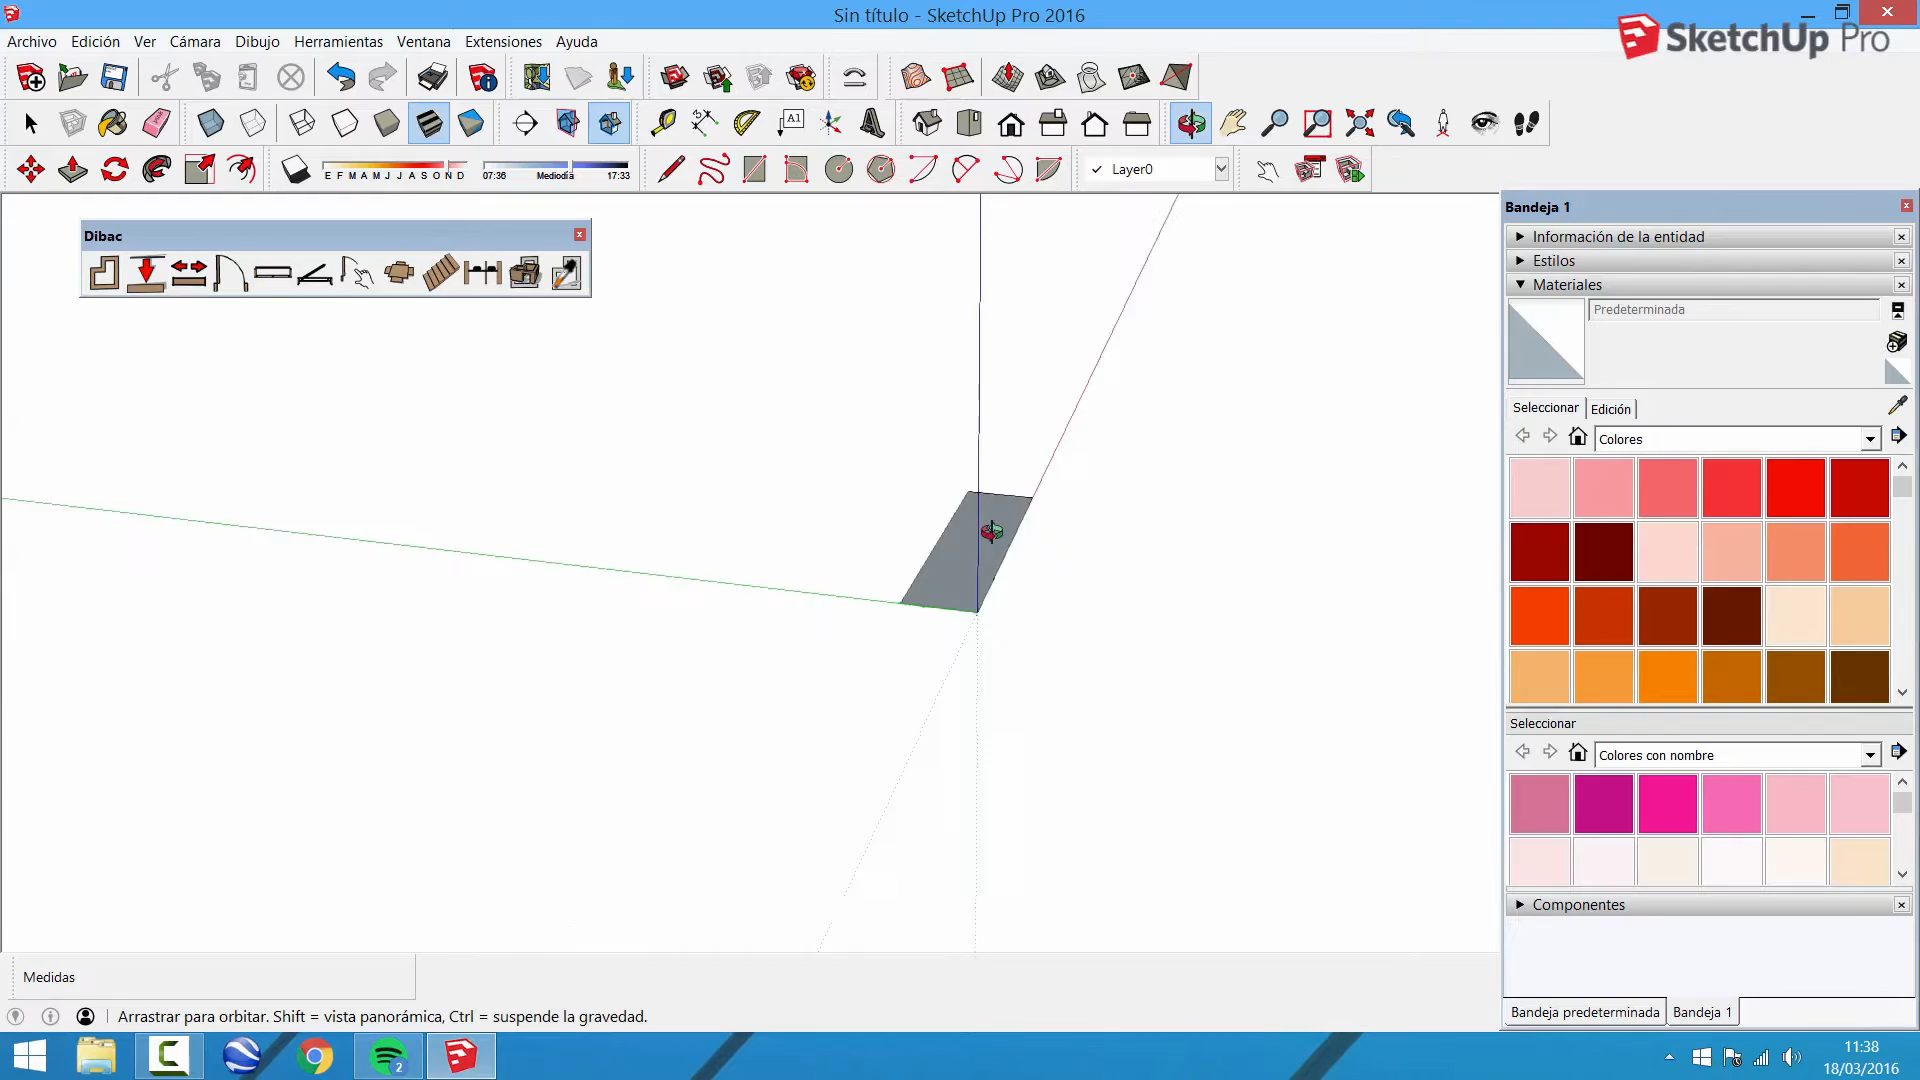 Sin título - SketchUp Pro 2016
SketchUp Pro
Archivo Edición Ver Cámara Dibujo Herramientas Ventana Extensiones Ayuda
A1
E F M A M J J A S O N D
07:36 Mediodía 17:33
Layer0
Bandeja 1
Dibac
Información de la entidad
Estilos
Materiales
Predeterminada
Seleccionar Edición
Colores
Seleccionar
Colores con nombre
Componentes
Medidas
Bandeja predeterminada Bandeja 1
Arrastrar para orbitar. Shift = vista panorámica, Ctrl = suspende la gravedad.
2
11:38
18/03/2016